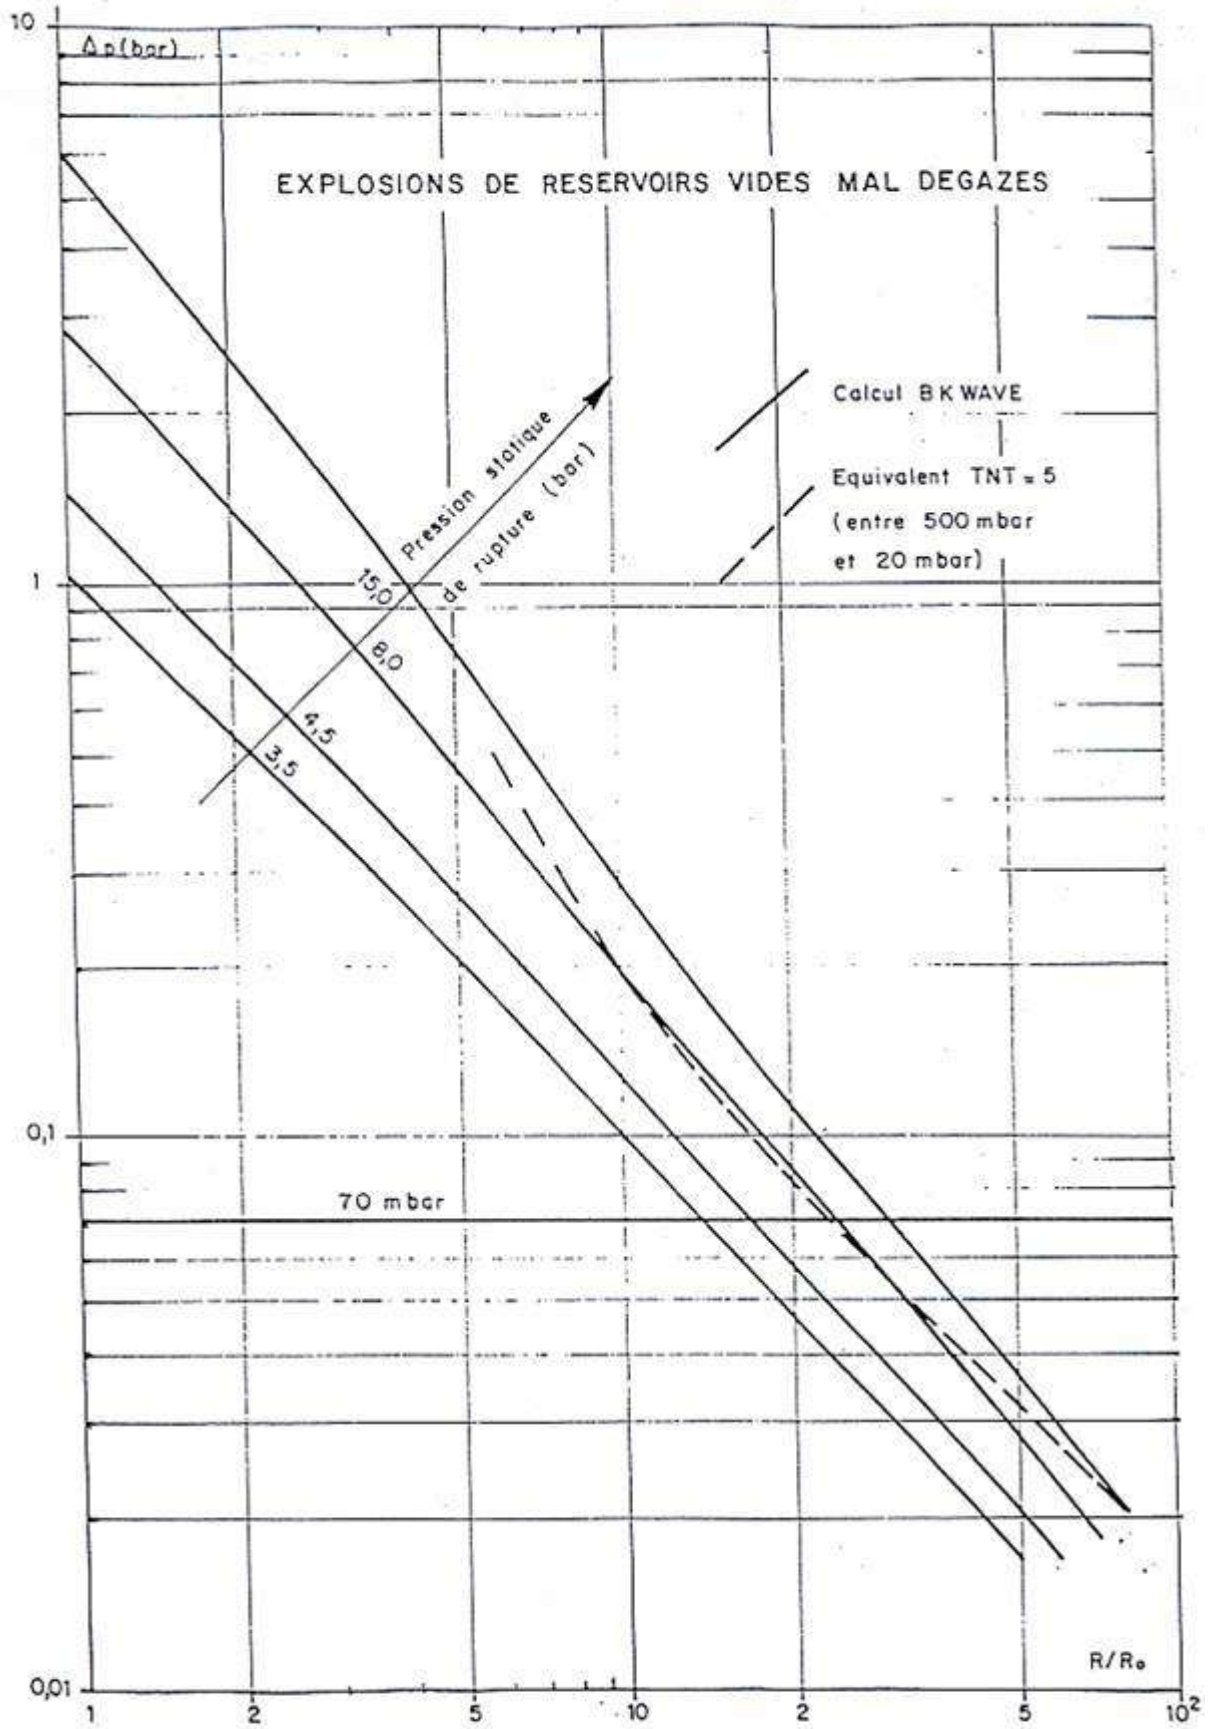 10
Δp(bar)
EXPLOSIONS DE RESERVOIRS VIDES MAL DEGAZES
Calcul BKWAVE
Pression statique
de rupture (bar)
Equivalent TNT = 5
(entre 500 mbar
et 20 mbar)
1
15,0
8,0
4,5
3,5
0,1
70 mbar
R/R₀
0,01
1 2 5 10 2 5 10²